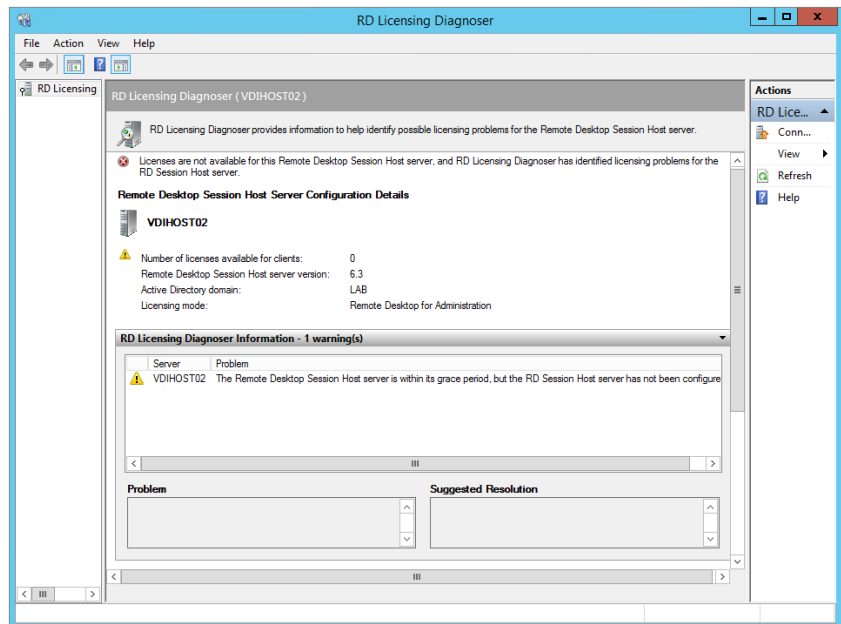 RD Licensing Diagnoser
File Action View Help
RD Licensing
RD Licensing Diagnoser ( VDIHOST02 )
RD Licensing Diagnoser provides information to help identify possible licensing problems for the Remote Desktop Session Host server.
Licenses are not available for this Remote Desktop Session Host server, and RD Licensing Diagnoser has identified licensing problems for the
RD Session Host server.
Remote Desktop Session Host Server Configuration Details
VDIHOST02
Number of licenses available for clients: 0
Remote Desktop Session Host server version: 6.3
Active Directory domain: LAB
Licensing mode: Remote Desktop for Administration
RD Licensing Diagnoser Information - 1 warning(s)
Server Problem
VDIHOST02 The Remote Desktop Session Host server is within its grace period, but the RD Session Host server has not been configure
Problem Suggested Resolution
Actions
RD Lice...
Conn...
View
Refresh
Help